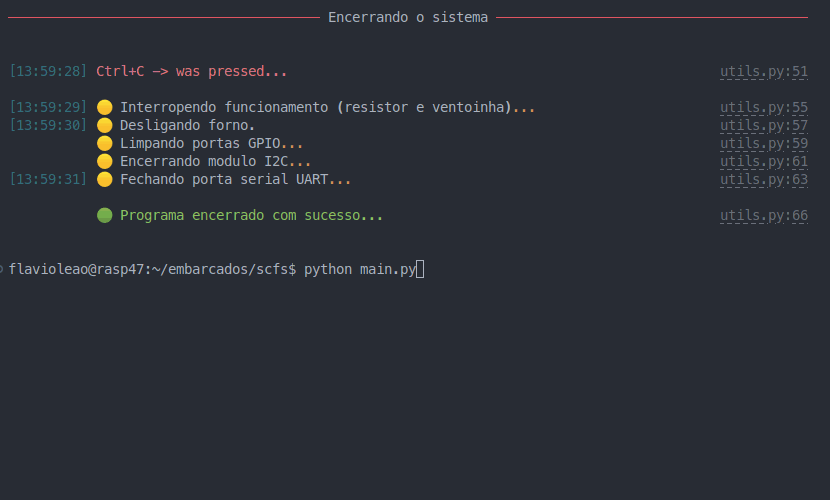 Encerrando o sistema
[13:59:28] Ctrl+C -> was pressed... utils.py:51
[13:59:29] Interropendo funcionamento (resistor e ventoinha)... utils.py:55
[13:59:30] Desligando forno. utils.py:57
Limpando portas GPIO... utils.py:59
Encerrando modulo I2C... utils.py:61
[13:59:31] Fechando porta serial UART... utils.py:63
Programa encerrado com sucesso... utils.py:66
flavioleao@rasp47:~/embarcados/scfs$ python main.py